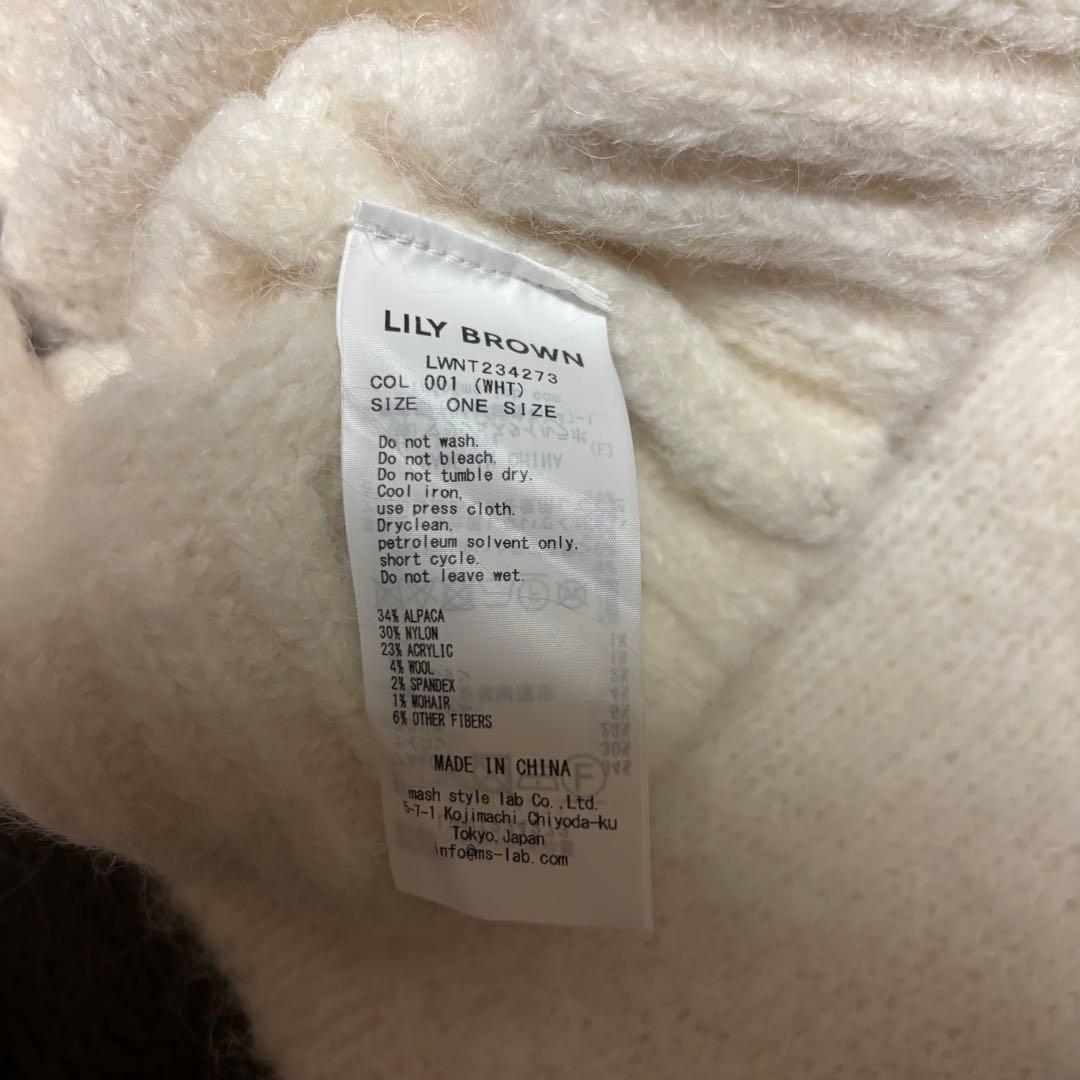 LILY BROWN
LWNT234273
COL 001 (WHT)
SIZE ONE SIZE
Do not wash.
Do not bleach.
Do not tumble dry.
Cool iron,
use press cloth.
Dryclean,
petroleum solvent only,
short cycle.
Do not leave wet.
34% ALPACA
30% NYLON
23% ACRYLIC
4% WOOL
2% SPANDEX
1% MOHAIR
6% OTHER FIBERS
MADE IN CHINA
mash style lab Co.,Ltd.
5-7-1 Kojimachi,Chiyoda-ku
Tokyo,Japan
info@ms-lab.com